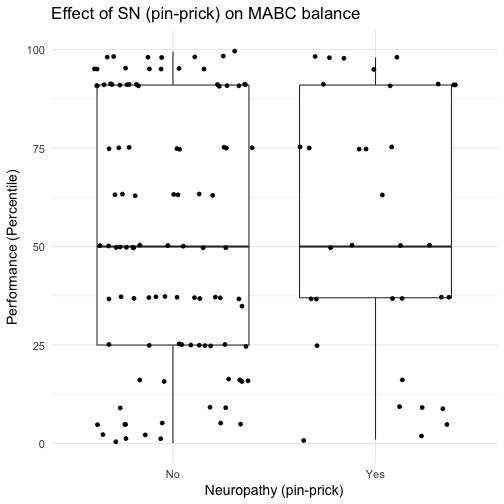 Effect of SN (pin-prick) on MABC balance
Performance (Percentile)
100
75
50
25
0
No
Yes
Neuropathy (pin-prick)